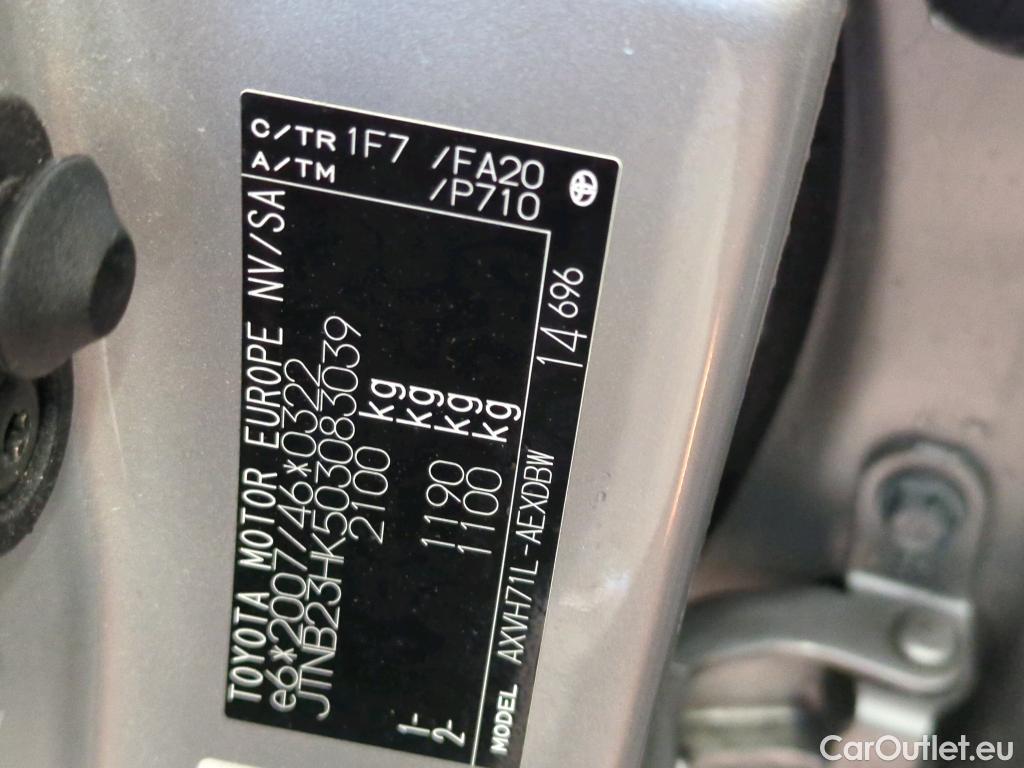 TOYOTA MOTOR EUROPE NV/SA
e6*2007/46*0322
JTNB23HK503083039
2100 kg
kg
1- 1190 kg
2- 1100 kg
C/TR 1F7 /FA20
A/TM /P710
MODEL AXVH71L-AEXDBW 14696
CarOutlet.eu